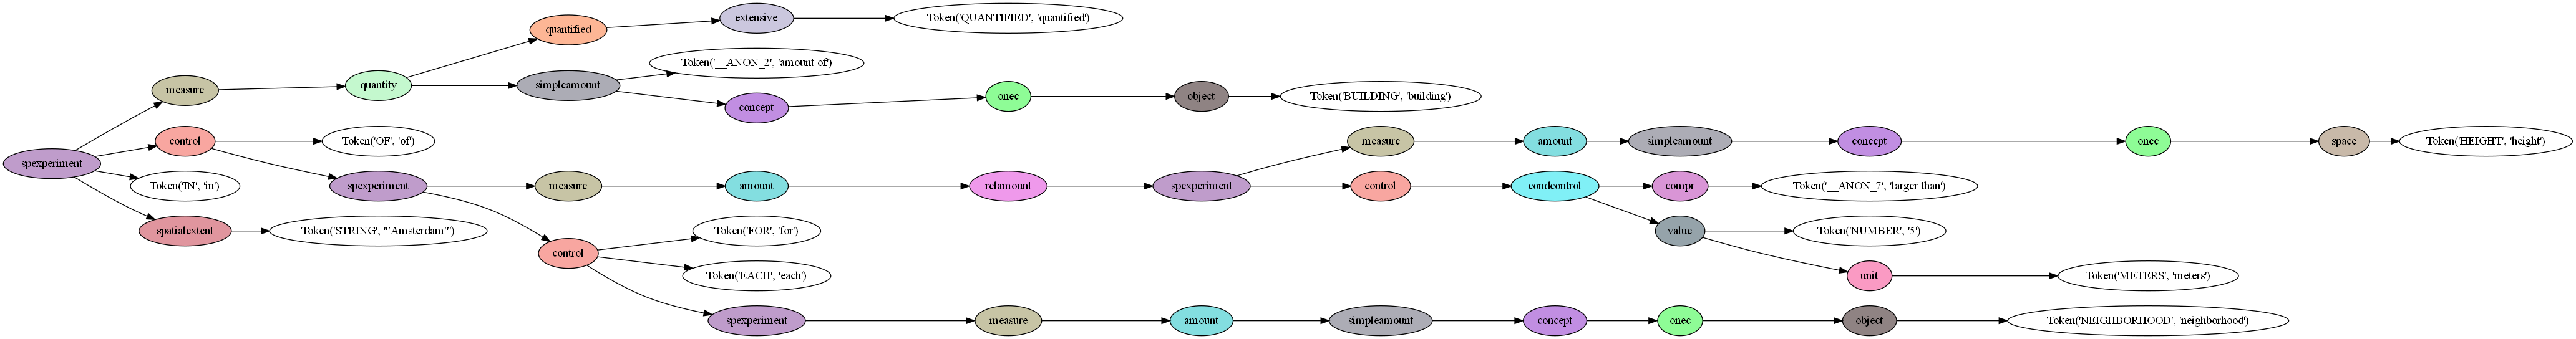 extensive Token('QUANTIFIED', 'quantified')
quantified
Token('__ANON_2', 'amount of')
measure quantity simpleamount
concept onec object Token('BUILDING', 'building')
control Token('OF', 'of') measure amount simpleamount concept onec space Token('HEIGHT', 'height')
spexperiment
Token('IN', 'in') spexperiment measure amount relamount spexperiment control condcontrol compr Token('__ANON_7', 'larger than')
spatialextent Token('STRING', "'Amsterdam'") Token('FOR', 'for') value Token('NUMBER', '5')
control
Token('EACH', 'each') unit Token('METERS', 'meters')
spexperiment measure amount simpleamount concept onec object Token('NEIGHBORHOOD', 'neighborhood')